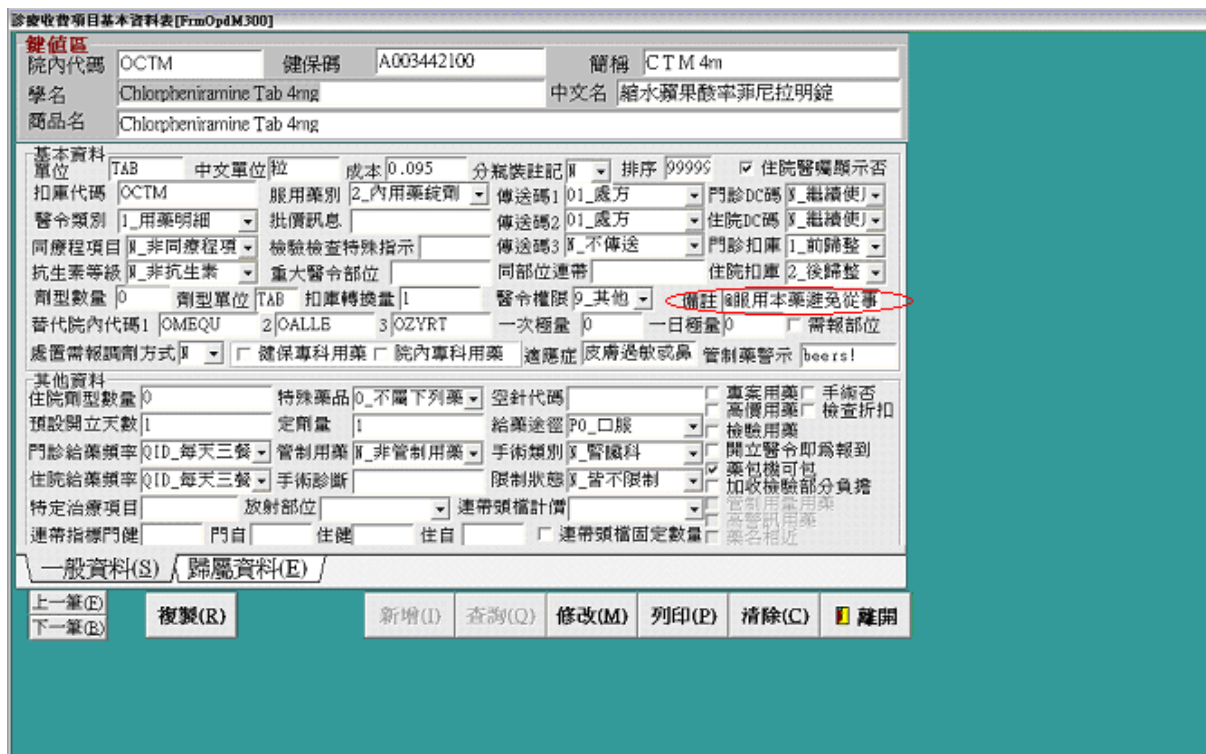 診療收費項目基本資料表[FrmOpdM300]
鍵值區
院內代碼 OCTM 健保碼 A003442100 簡稱 CTM 4m
學名 Chlorpheniramine Tab 4mg 中文名 縮水蘋果酸率菲尼拉明錠
商品名 Chlorpheniramine Tab 4mg
基本資料
單位 TAB 中文單位 粒 成本 0.095 分瓶裝註記 N 排序 99999 住院醫囑顯示否
扣庫代碼 OCTM 服用藥別 2_內用藥錠劑 傳送碼1 01_處方 門診DC碼 N_繼續使
醫令類別 1_用藥明細 批價訊息 傳送碼2 01_處方 住院DC碼 N_繼續使
同療程項目 N_非同療程項 檢驗檢查特殊指示 傳送碼3 N_不傳送 門診扣庫 1_前歸整
抗生素等級 N_非抗生素 重大醫令部位 同部位連帶 住院扣庫 2_後歸整
劑型數量 0 劑型單位 TAB 扣庫轉換量 1 醫令權限 9_其他 備註 @服用本藥避免從事
替代院內代碼1 OMEQU 2 OALLE 3 OZYRT 一次極量 0 一日極量 0 需報部位
處置需報調劑方式 N 健保專科用藥 院內專科用藥 適應症 皮膚過敏或鼻 管制藥警示 beers!
其他資料
住院劑型數量 0 特殊藥品 0_不屬下列藥 空針代碼 專案用藥 手術否
高價用藥 檢查折扣
預設開立天數 1 定劑量 1 給藥途徑 PO_口服 檢驗用藥
門診給藥頻率 QID_每天三餐 管制用藥 N_非管制用藥 手術類別 N_腎臟科 開立醫令即為報到
藥包機可包
住院給藥頻率 QID_每天三餐 手術診斷 限制狀態 N_皆不限制 加收檢驗部分負擔
特定治療項目 放射部位 連帶頭檔計價 管制用量用藥
高警訊用藥
連帶指標門健 門自 住健 住自 連帶頭檔固定數量 藥名相近
一般資料(S) 歸屬資料(E)
上一筆(F)
下一筆(B)
複製(R) 新增(I) 查詢(Q) 修改(M) 列印(P) 清除(C) 離開